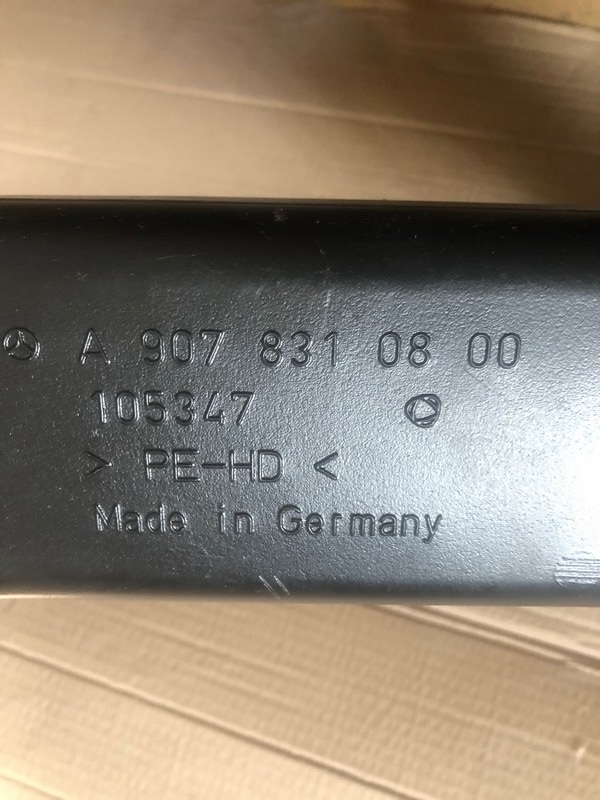 A 907 831 08 00
105347
> PE-HD <
Made in Germany